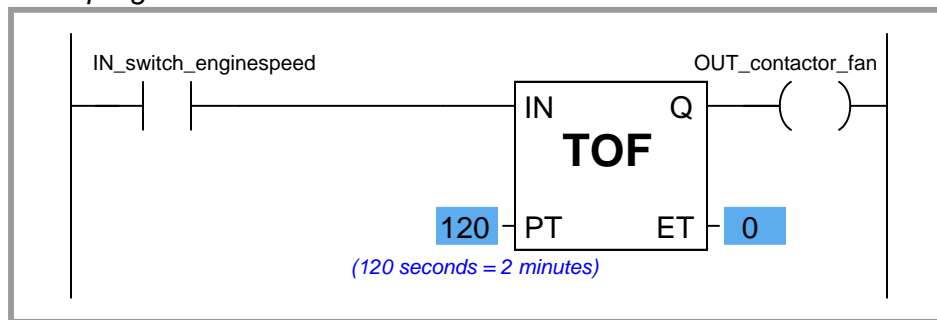 IN_switch_enginespeed
OUT_contactor_fan
IN Q
TOF
120 PT ET 0
(120 seconds = 2 minutes)